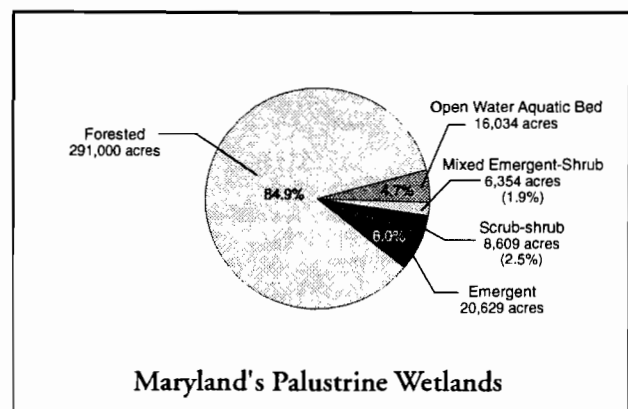 Forested
291,000 acres
84.9%
Open Water Aquatic Bed
16,034 acres
4.7%
Mixed Emergent-Shrub
6,354 acres
(1.9%)
Scrub-shrub
8,609 acres
(2.5%)
6.0%
Emergent
20,629 acres
Maryland's Palustrine Wetlands